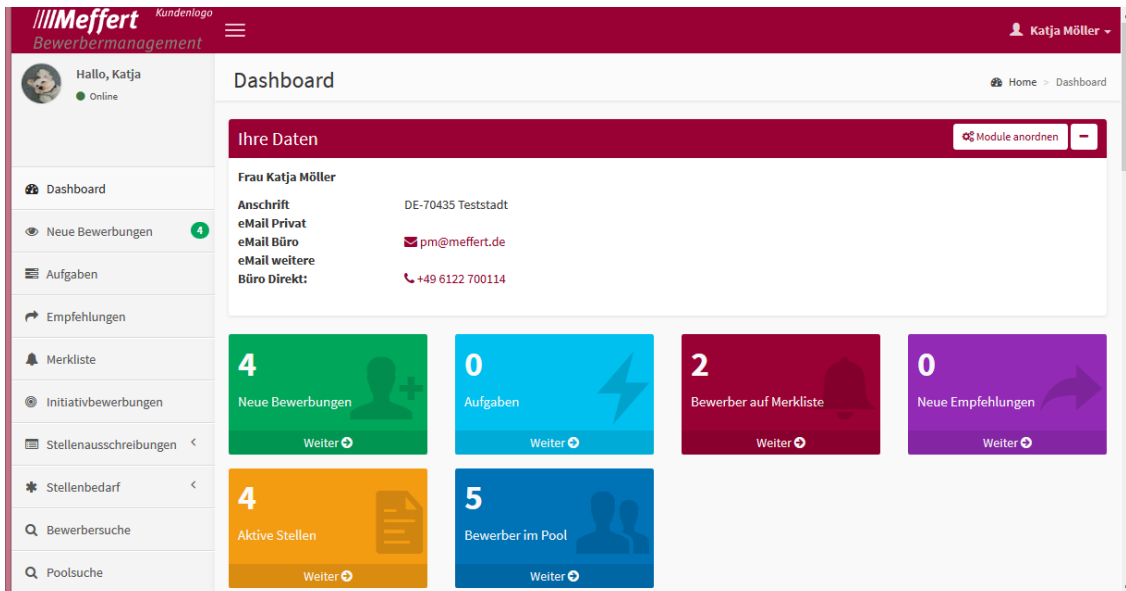 ////Meffert Kundenlogo
Bewerbermanagement
Katja Möller
Hallo, Katja
Online
Dashboard
Neue Bewerbungen 4
Aufgaben
Empfehlungen
Merkliste
Initiativbewerbungen
Stellenausschreibungen <
Stellenbedarf <
Bewerbersuche
Poolsuche
Dashboard
Home > Dashboard
Ihre Daten
Module anordnen
Frau Katja Möller
Anschrift DE-70435 Teststadt
eMail Privat
eMail Büro pm@meffert.de
eMail weitere
Büro Direkt: +49 6122 700114
4
Neue Bewerbungen
Weiter
0
Aufgaben
Weiter
2
Bewerber auf Merkliste
Weiter
0
Neue Empfehlungen
Weiter
4
Aktive Stellen
Weiter
5
Bewerber im Pool
Weiter